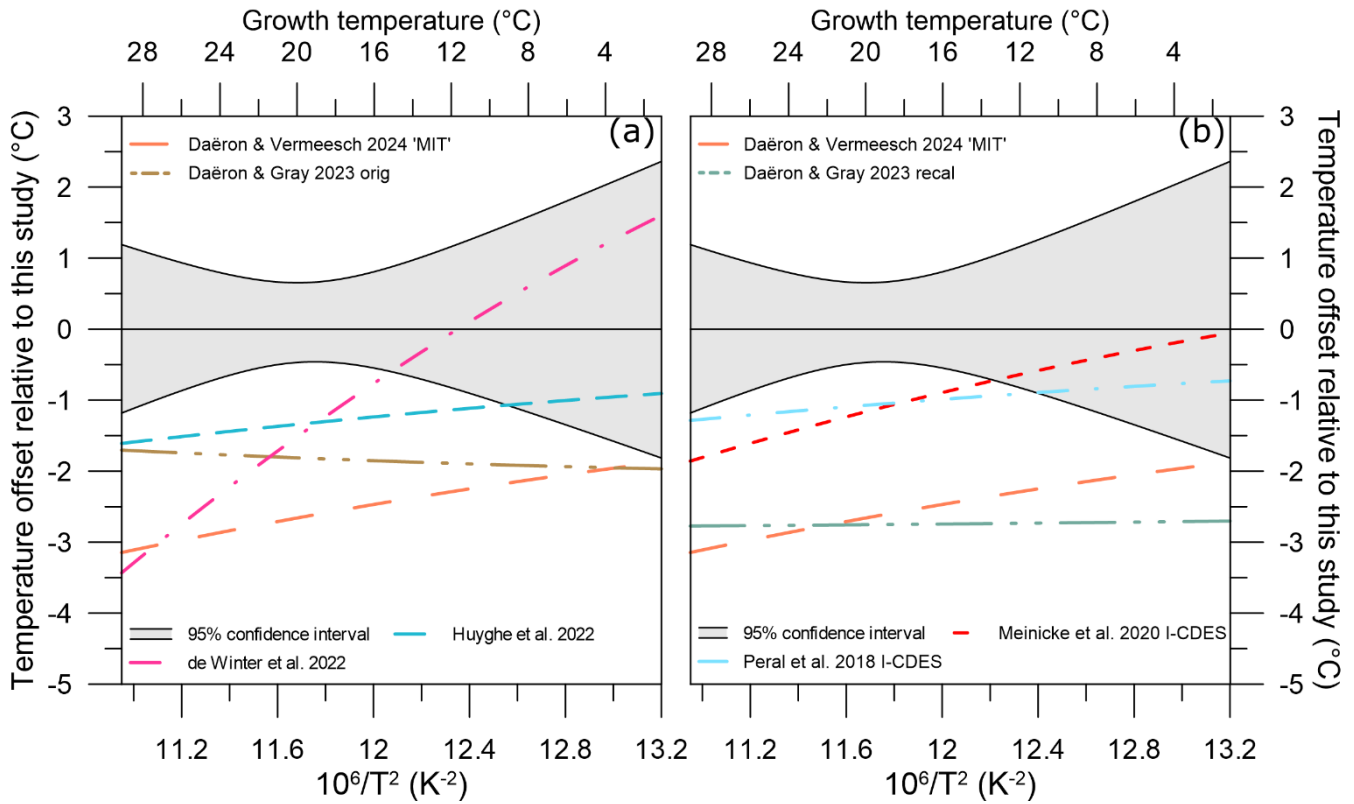 Growth temperature (°C)
28 24 20 16 12 8 4
Temperature offset relative to this study (°C)
3
2
1
0
-1
-2
-3
-4
-5
(a)
Daëron & Vermeesch 2024 'MIT'
Daëron & Gray 2023 orig
95% confidence interval
Huyghe et al. 2022
de Winter et al. 2022
11.2 11.6 12 12.4 12.8 13.2
10⁶/T² (K⁻²)
Growth temperature (°C)
28 24 20 16 12 8 4
(b)
Daëron & Vermeesch 2024 'MIT'
Daëron & Gray 2023 recal
95% confidence interval
Meinicke et al. 2020 I-CDES
Peral et al. 2018 I-CDES
11.2 11.6 12 12.4 12.8 13.2
10⁶/T² (K⁻²)
3
2
1
0
-1
-2
-3
-4
-5
Temperature offset relative to this study (°C)